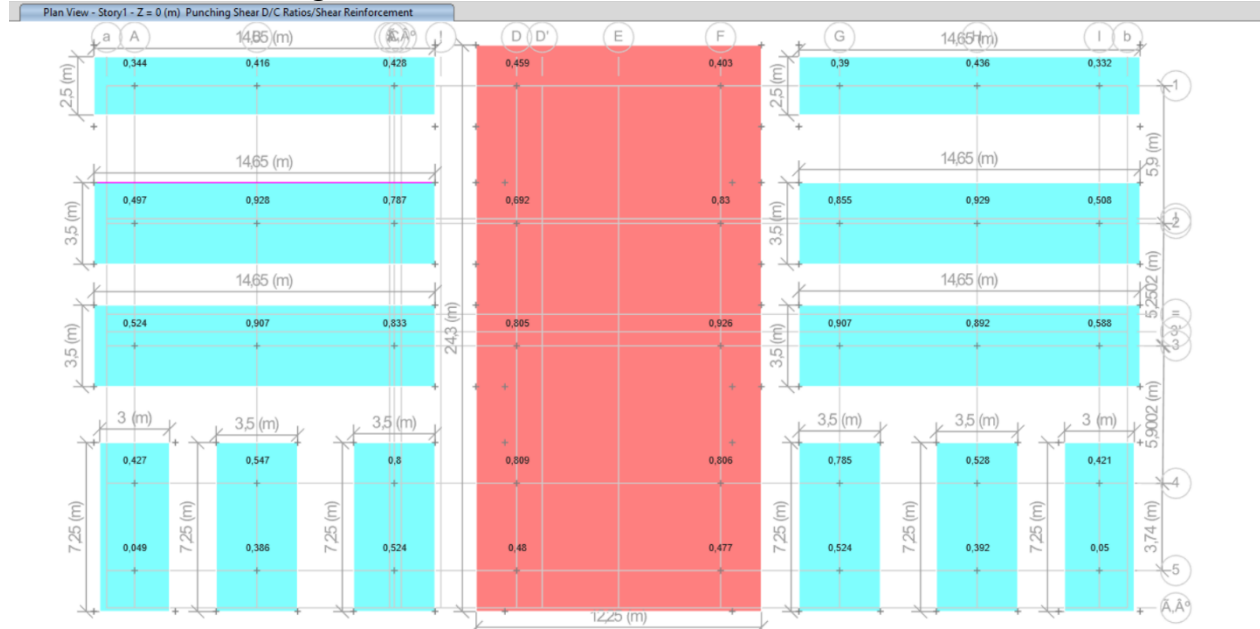 Plan View - Story1 - Z = 0 (m) Punching Shear D/C Ratios/Shear Reinforcement
a A D D' E F G I b
14,65 (m) 14,65 (m)
0,344 0,416 0,428 0,459 0,403 0,39 0,436 0,332
1
2,5 (m) 2,5 (m)
5,9 (m)
14,65 (m) 14,65 (m)
0,497 0,928 0,787 0,692 0,83 0,855 0,929 0,508
2
3,5 (m) 3,5 (m)
5,2502 (m)
14,65 (m) 14,65 (m)
24,3 (m)
=
0,524 0,907 0,833 0,805 0,926 0,907 0,892 0,588
3'
3
3,5 (m) 3,5 (m)
5,9002 (m)
3 (m) 3,5 (m) 3,5 (m) 3,5 (m) 3,5 (m) 3 (m)
0,427 0,547 0,8 0,809 0,806 0,785 0,528 0,421
4
7,25 (m) 7,25 (m) 7,25 (m) 7,25 (m) 7,25 (m) 7,25 (m)
3,74 (m)
0,049 0,386 0,524 0,48 0,477 0,524 0,392 0,05
5
Ã,Âº
12,25 (m)